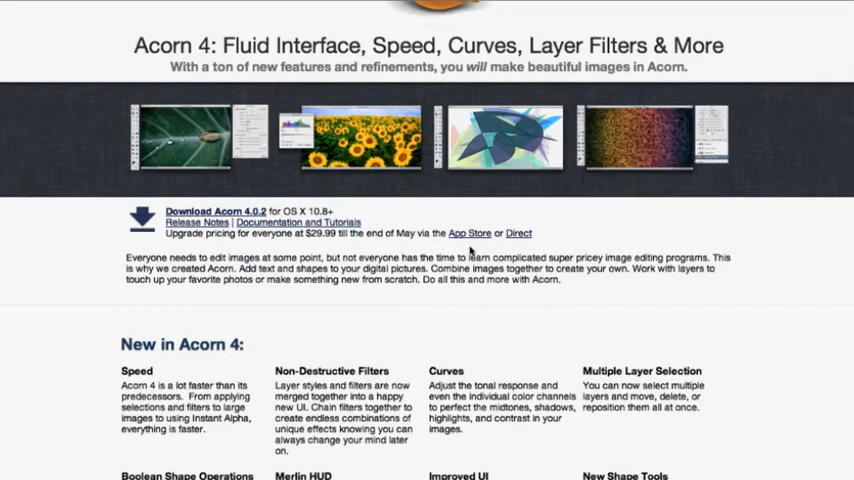 Acorn 4: Fluid Interface, Speed, Curves, Layer Filters & More
With a ton of new features and refinements, you will make beautiful images in Acorn.
Download Acorn 4.0.2 for OS X 10.8+
Release Notes | Documentation and Tutorials
Upgrade pricing for everyone at $29.99 till the end of May via the App Store or Direct
Everyone needs to edit images at some point, but not everyone has the time to learn complicated super pricey image editing programs. This
is why we created Acorn. Add text and shapes to your digital pictures. Combine images together to create your own. Work with layers to
touch up your favorite photos or make something new from scratch. Do all this and more with Acorn.
New in Acorn 4:
Speed
Acorn 4 is a lot faster than its
predecessors. From applying
selections and filters to large
images to using Instant Alpha,
everything is faster.
Non-Destructive Filters
Layer styles and filters are now
merged together into a happy
new UI. Chain filters together to
create endless combinations of
unique effects knowing you can
always change your mind later
on.
Curves
Adjust the tonal response and
even the individual color channels
to perfect the midtones, shadows,
highlights, and contrast in your
images.
Multiple Layer Selection
You can now select multiple
layers and move, delete, or
reposition them all at once.
Boolean Shape Operations
Merlin HUD
Improved UI
New Shape Tools